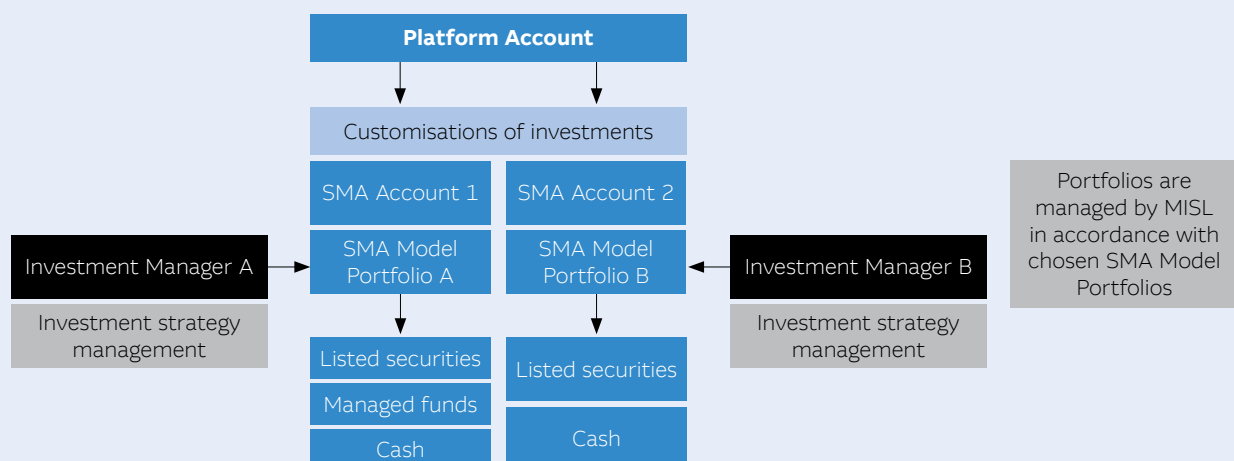 Platform Account
Customisations of investments
SMA Account 1
SMA Account 2
Investment Manager A
SMA Model
Portfolio A
SMA Model
Portfolio B
Investment Manager B
Portfolios are
managed by MISL
in accordance with
chosen SMA Model
Portfolios
Investment strategy
management
Investment strategy
management
Listed securities
Managed funds
Cash
Listed securities
Cash